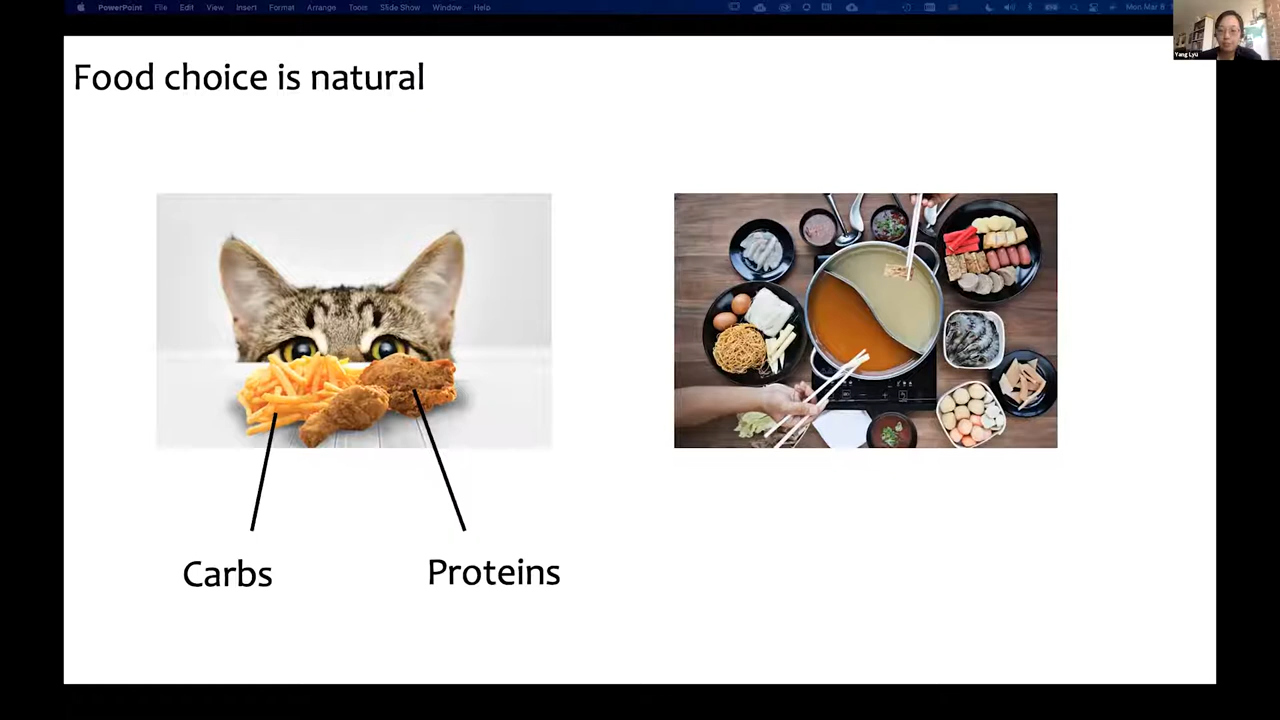 PowerPoint File Edit View Insert Format Arrange Tools Slide Show Window Help
Mon Mar 8
Yang Lyu
Food choice is natural
Carbs
Proteins